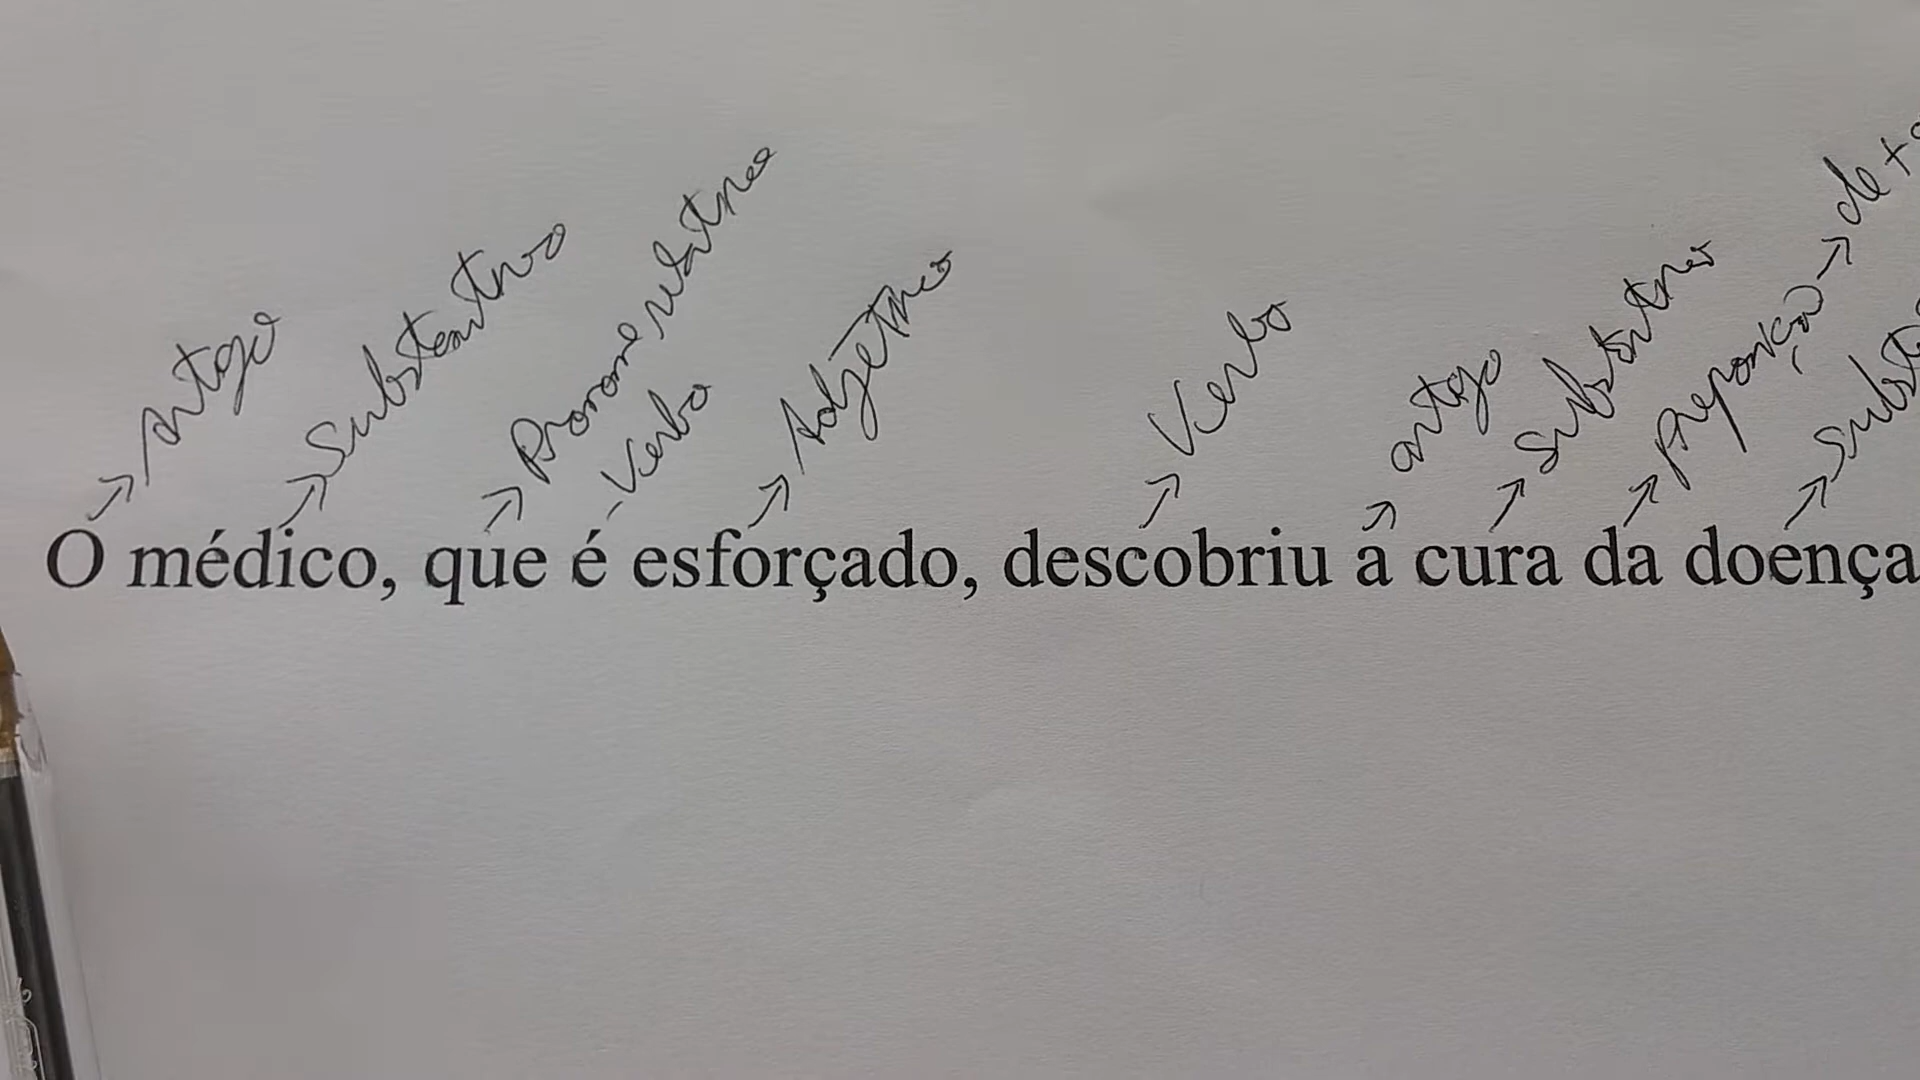 Artigo
Substantivo
Pronome relativo
Verbo
Adjetivo
Verbo
artigo
Substantivo
Preposição → de +
O médico, que é esforçado, descobriu a cura da doença